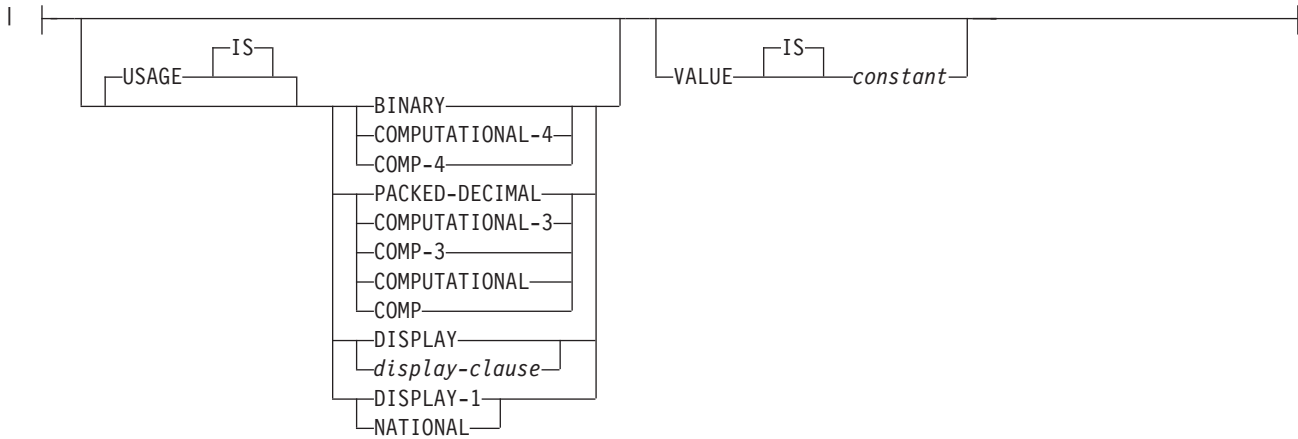 IS IS
USAGE VALUE constant
BINARY
COMPUTATIONAL-4
COMP-4
PACKED-DECIMAL
COMPUTATIONAL-3
COMP-3
COMPUTATIONAL
COMP
DISPLAY
display-clause
DISPLAY-1
NATIONAL